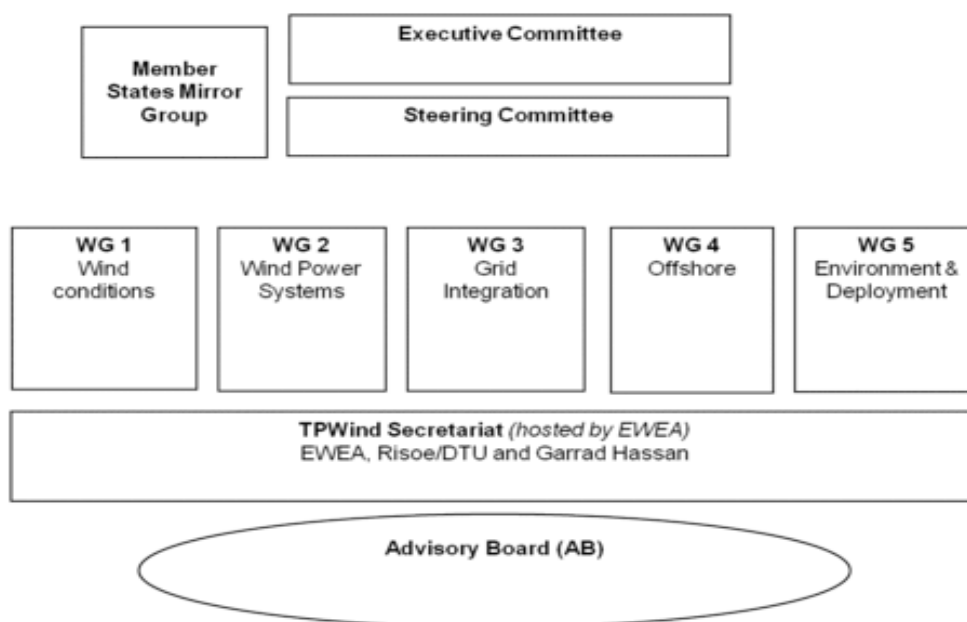 Member
States Mirror
Group
Executive Committee
Steering Committee
WG 1
Wind
conditions
WG 2
Wind Power
Systems
WG 3
Grid
Integration
WG 4
Offshore
WG 5
Environment &
Deployment
TPWind Secretariat (hosted by EWEA)
EWEA, Risoe/DTU and Garrad Hassan
Advisory Board (AB)